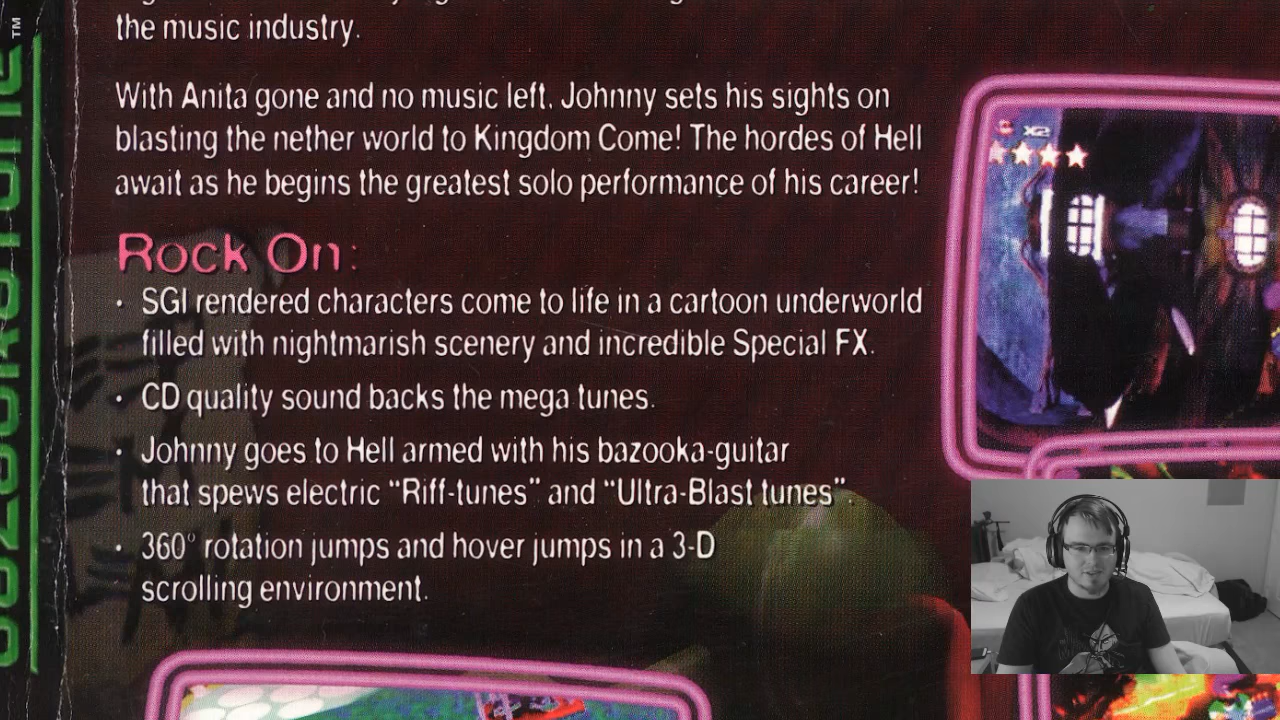 the music industry.
With Anita gone and no music left, Johnny sets his sights on
blasting the nether world to Kingdom Come! The hordes of Hell
await as he begins the greatest solo performance of his career!
Rock On:
· SGI rendered characters come to life in a cartoon underworld
filled with nightmarish scenery and incredible Special FX.
· CD quality sound backs the mega tunes.
· Johnny goes to Hell armed with his bazooka-guitar
that spews electric “Riff-tunes” and “Ultra-Blast tunes”.
· 360° rotation jumps and hover jumps in a 3-D
scrolling environment.
X2
TM